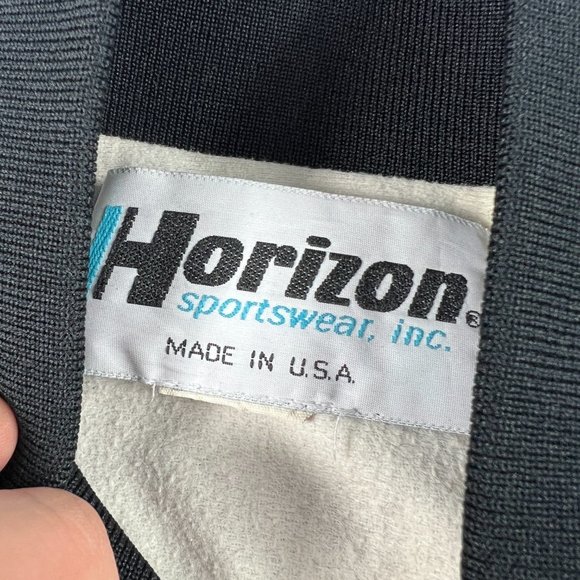 Horizon®
sportswear, inc.
MADE IN U.S.A.